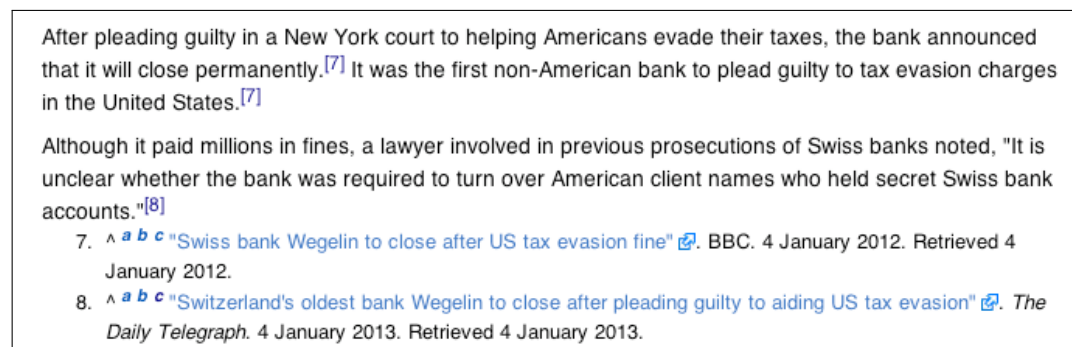 After pleading guilty in a New York court to helping Americans evade their taxes, the bank announced
that it will close permanently.[7] It was the first non-American bank to plead guilty to tax evasion charges
in the United States.[7]
Although it paid millions in fines, a lawyer involved in previous prosecutions of Swiss banks noted, "It is
unclear whether the bank was required to turn over American client names who held secret Swiss bank
accounts."[8]
7. ^ a b c "Swiss bank Wegelin to close after US tax evasion fine". BBC. 4 January 2012. Retrieved 4
January 2012.
8. ^ a b c "Switzerland's oldest bank Wegelin to close after pleading guilty to aiding US tax evasion". The
Daily Telegraph. 4 January 2013. Retrieved 4 January 2013.